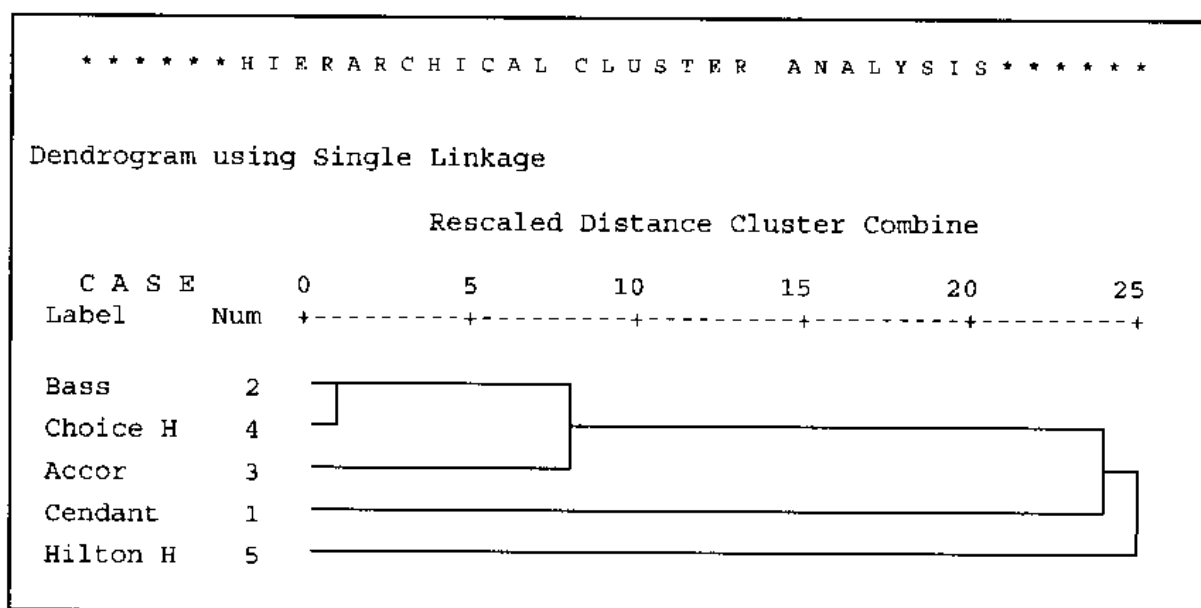 * * * * * * H I E R A R C H I C A L C L U S T E R A N A L Y S I S * * * * * *
Dendrogram using Single Linkage
Rescaled Distance Cluster Combine
C A S E 0 5 10 15 20 25
Label Num +---------+---------+---------+---------+---------+
Bass 2
Choice H 4
Accor 3
Cendant 1
Hilton H 5